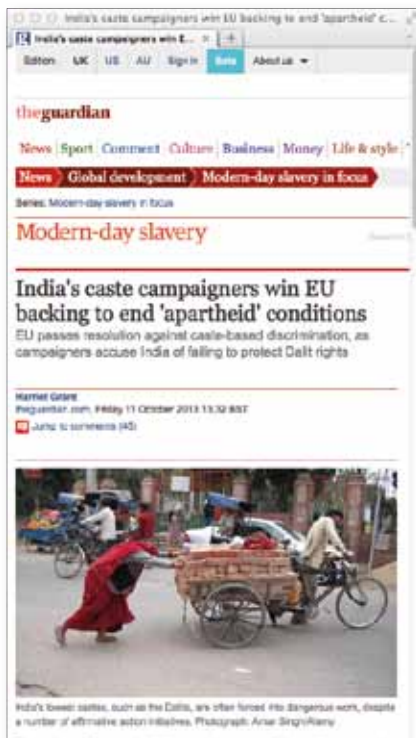 India's caste campaigners win EU backing to end 'apartheid' c...
India's caste campaigners win E...
Edition UK US AU Sign in Beta About us
theguardian
News Sport Comment Culture Business Money Life & style
News Global development Modern-day slavery in focus
Series: Modern-day slavery in focus
Modern-day slavery
India's caste campaigners win EU
backing to end 'apartheid' conditions
EU passes resolution against caste-based discrimination, as
campaigners accuse India of failing to protect Dalit rights
Harriet Grant
theguardian.com, Friday 11 October 2013 13.32 BST
Jump to comments (45)
India's lowest castes, such as the Dalits, are often forced into dangerous work, despite
a number of affirmative action initiatives. Photograph: Amar Singh/Alamy